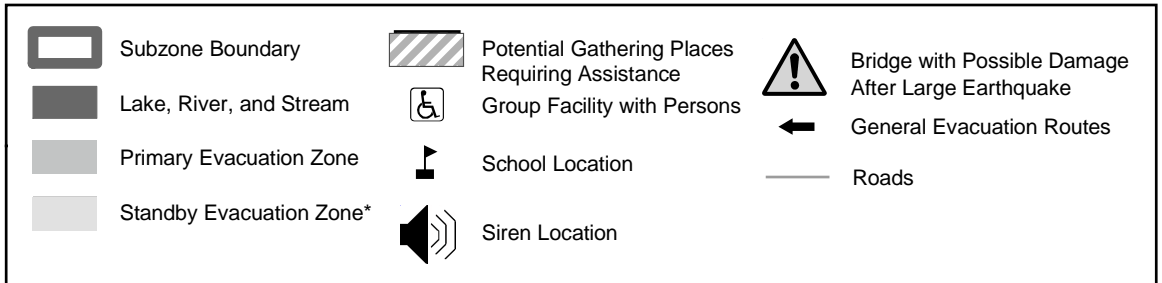 Subzone Boundary
Lake, River, and Stream
Primary Evacuation Zone
Standby Evacuation Zone*
Potential Gathering Places
Requiring Assistance
Group Facility with Persons
School Location
Siren Location
Bridge with Possible Damage
After Large Earthquake
General Evacuation Routes
Roads